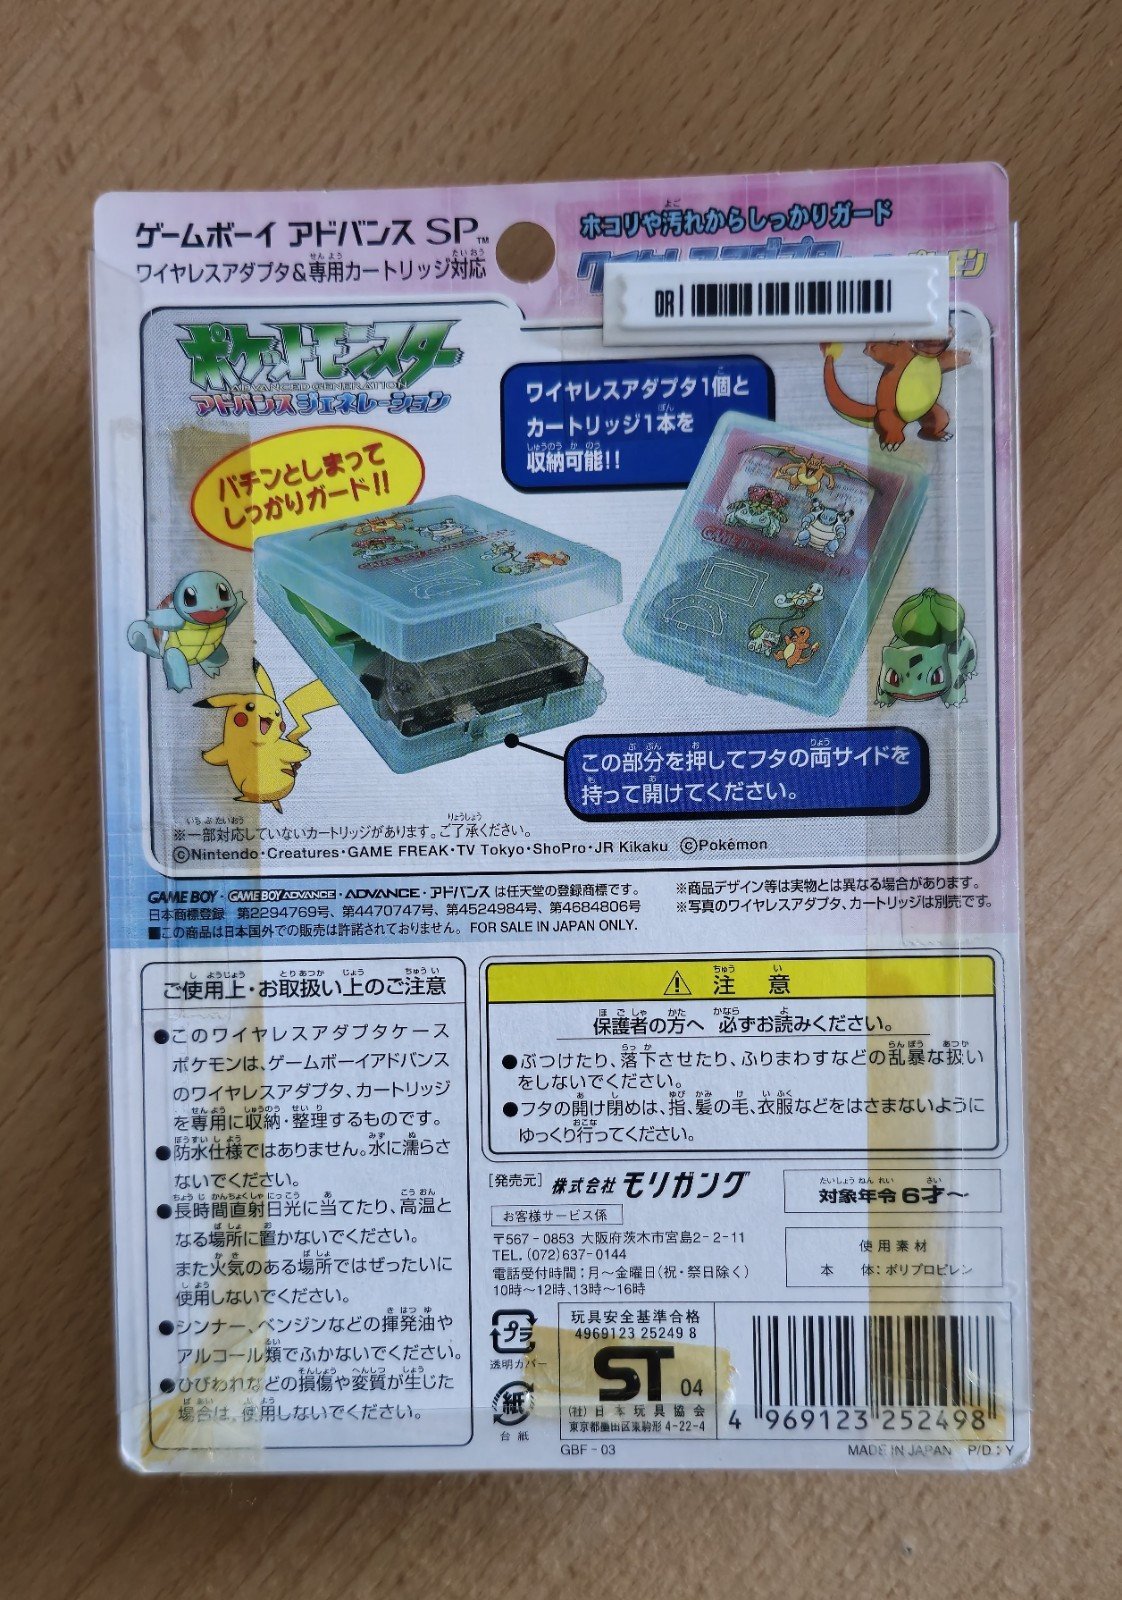 ゲームボーイ アドバンス SP TM
ワイヤレスアダプタ&専用カートリッジ対応
ホコリや汚れからしっかりガード
DR
ポケットモンスター
ADVANCED GENERATION
アドバンスジェネレーション
パチンとしまって
しっかりガード!!
ワイヤレスアダプタ1個と
カートリッジ1本を
収納可能!!
この部分を押してフタの両サイドを
持って開けてください。
※一部対応していないカートリッジがあります。ご了承ください。
©Nintendo・Creatures・GAME FREAK・TV Tokyo・ShoPro・JR Kikaku ©Pokémon
GAME BOY・GAME BOY ADVANCE・ADVANCE・アドバンス は任天堂の登録商標です。
日本商標登録 第2294769号、第4470747号、第4524984号、第4684806号
■この商品は日本国外での販売は許諾されておりません。 FOR SALE IN JAPAN ONLY.
※商品デザイン等は実物とは異なる場合があります。
※写真のワイヤレスアダプタ、カートリッジは別売です。
ご使用上・お取扱い上のご注意
●このワイヤレスアダプタケース
ポケモンは、ゲームボーイアドバンス
のワイヤレスアダプタ、カートリッジ
を専用に収納・整理するものです。
●防水仕様ではありません。水に濡らさ
ないでください。
●長時間直射日光に当てたり、高温と
なる場所に置かないでください。
また火気のある場所ではぜったいに
使用しないでください。
●シンナー、ベンジンなどの揮発油や
アルコール類でふかないでください。
●ひびわれなどの損傷や変質が生じた
場合は、使用しないでください。
⚠ 注 意
保護者の方へ 必ずお読みください。
●ぶつけたり、落下させたり、ふりまわすなどの乱暴な扱い
をしないでください。
●フタの開け閉めは、指、髪の毛、衣服などをはさまないように
ゆっくり行ってください。
[発売元] 株式会社 モリガング
お客様サービス係
〒567-0853 大阪府茨木市宮島2-2-11
TEL.(072)637-0144
電話受付時間:月〜金曜日(祝・祭日除く)
10時〜12時、13時〜16時
対象年令 6才〜
使用素材
本 体:ポリプロピレン
プラ
透明カバー
紙
台紙
玩具安全基準合格
4969123 25249 8
ST 04
(社)日本玩具協会
東京都墨田区東駒形 4-22-4
GBF-03
4 969123 252498
MADE IN JAPAN P/D:Y